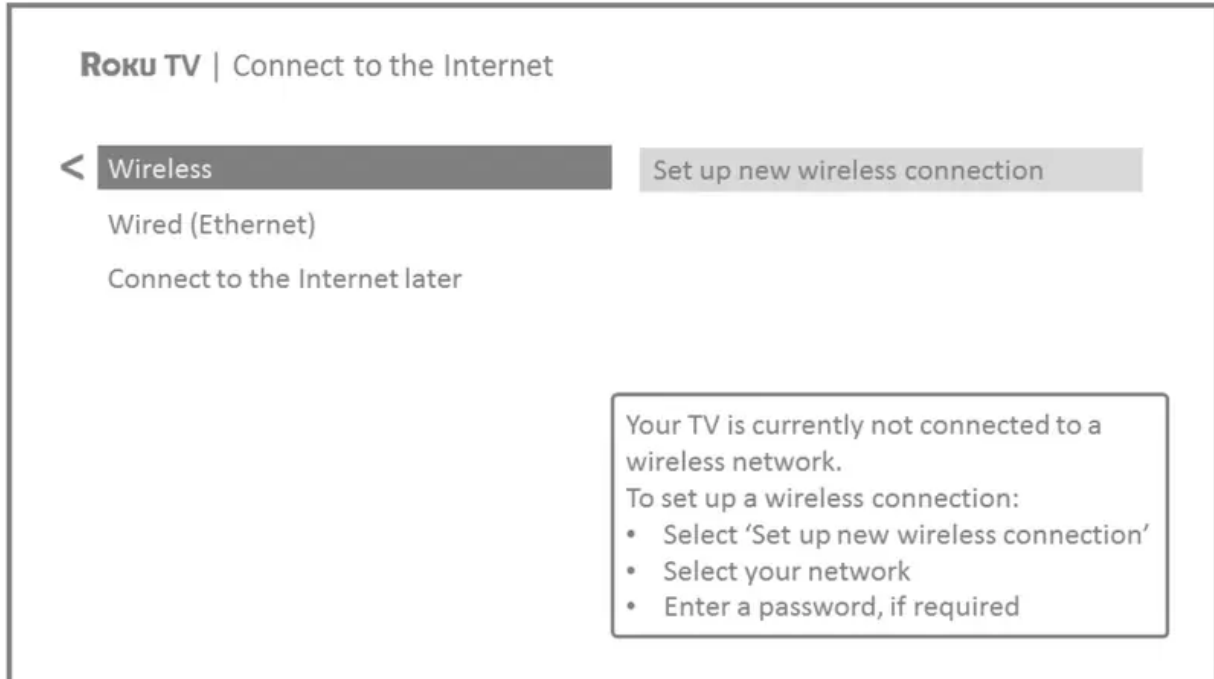 ROKU TV | Connect to the Internet
< Wireless
Set up new wireless connection
Wired (Ethernet)
Connect to the Internet later
Your TV is currently not connected to a
wireless network.
To set up a wireless connection:
• Select ‘Set up new wireless connection’
• Select your network
• Enter a password, if required